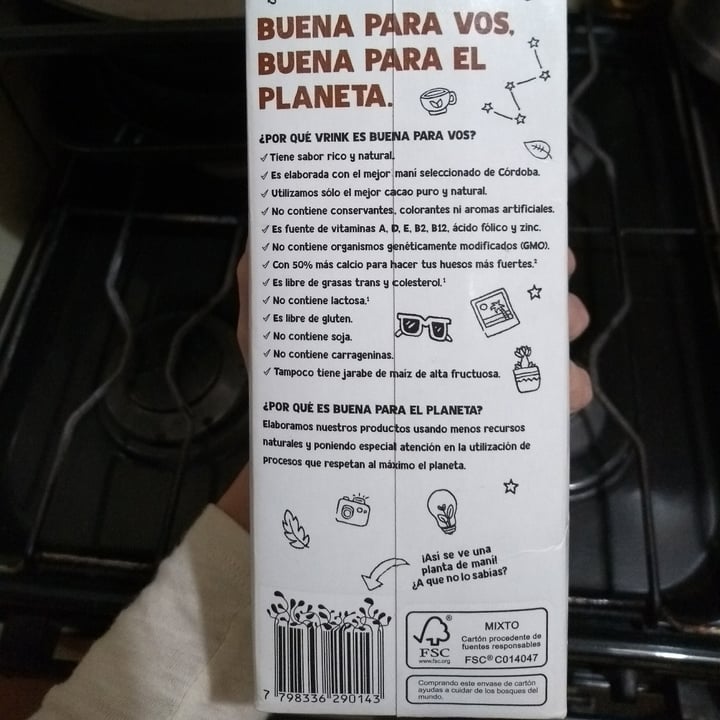 BUENA PARA VOS,
BUENA PARA EL
PLANETA.
¿POR QUÉ VRINK ES BUENA PARA VOS?
✓ Tiene sabor rico y natural.
✓ Es elaborada con el mejor maní seleccionado de Córdoba.
✓ Utilizamos sólo el mejor cacao puro y natural.
✓ No contiene conservantes, colorantes ni aromas artificiales.
✓ Es fuente de vitaminas A, D, E, B2, B12, ácido fólico y zinc.
✓ No contiene organismos genéticamente modificados (GMO).
✓ Con 50% más calcio para hacer tus huesos más fuertes.²
✓ Es libre de grasas trans y colesterol.¹
✓ No contiene lactosa.¹
✓ Es libre de gluten.
✓ No contiene soja.
✓ No contiene carrageninas.
✓ Tampoco tiene jarabe de maíz de alta fructuosa.
¿POR QUÉ ES BUENA PARA EL PLANETA?
Elaboramos nuestros productos usando menos recursos
naturales y poniendo especial atención en la utilización de
procesos que respetan al máximo el planeta.
¡Así se ve una
planta de maní!
¿A que no lo sabías?
7 798336 290143
FSC®
www.fsc.org
MIXTO
Cartón procedente de
fuentes responsables
FSC® C014047
Comprando este envase de cartón
ayudas a cuidar de los bosques del
mundo.